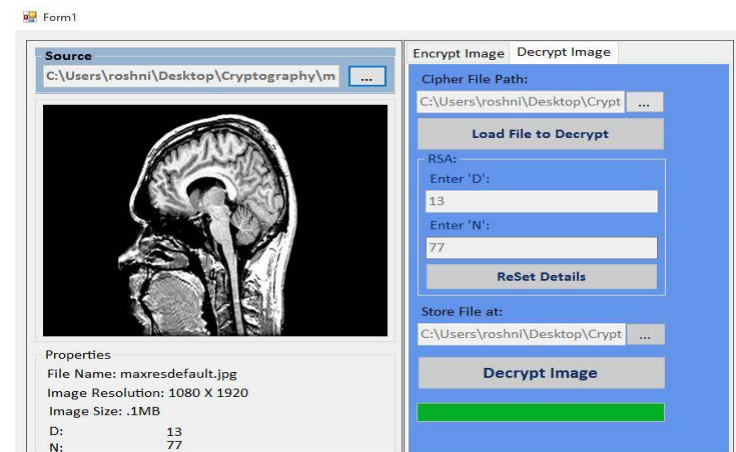 Form1
Source
C:\Users\roshni\Desktop\Cryptography\m ...
Properties
File Name: maxresdefault.jpg
Image Resolution: 1080 X 1920
Image Size: .1MB
D: 13
N: 77
Encrypt Image Decrypt Image
Cipher File Path:
C:\Users\roshni\Desktop\Crypt ...
Load File to Decrypt
RSA:
Enter 'D':
13
Enter 'N':
77
ReSet Details
Store File at:
C:\Users\roshni\Desktop\Crypt ...
Decrypt Image